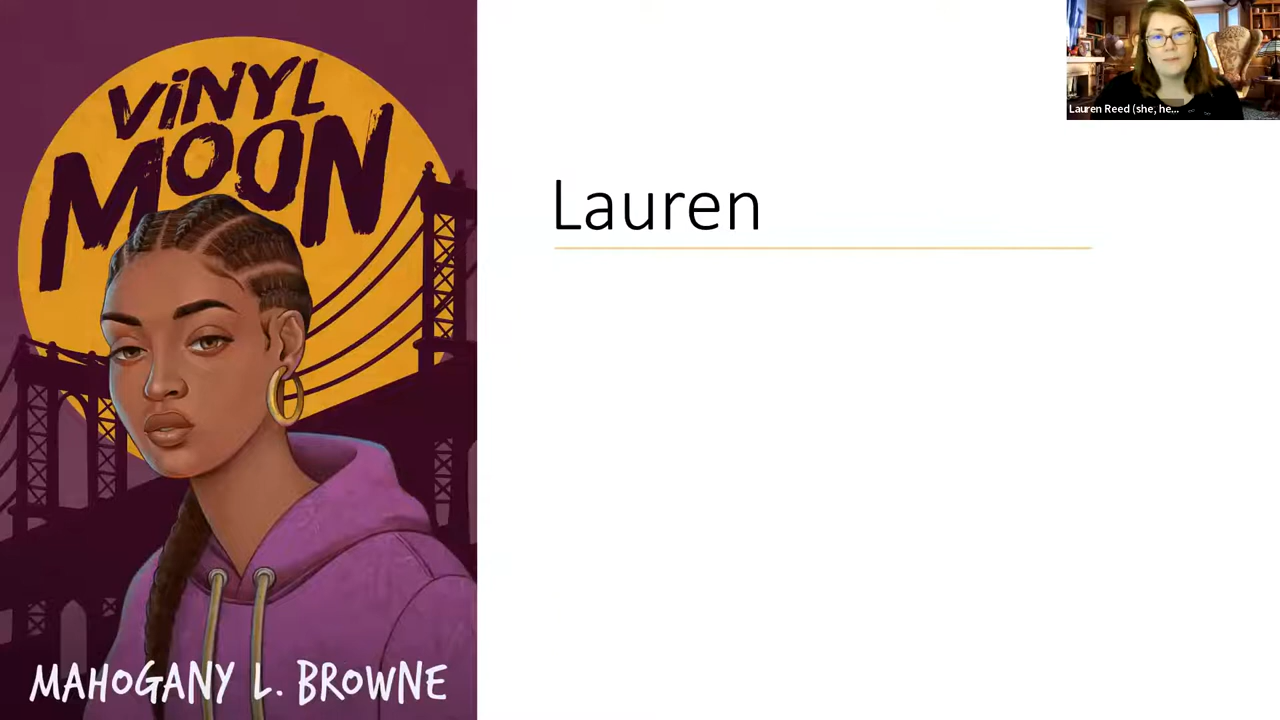 ViNYL
MOON
MAHOGANY L. BROWNE
Lauren
Lauren Reed (she, he...